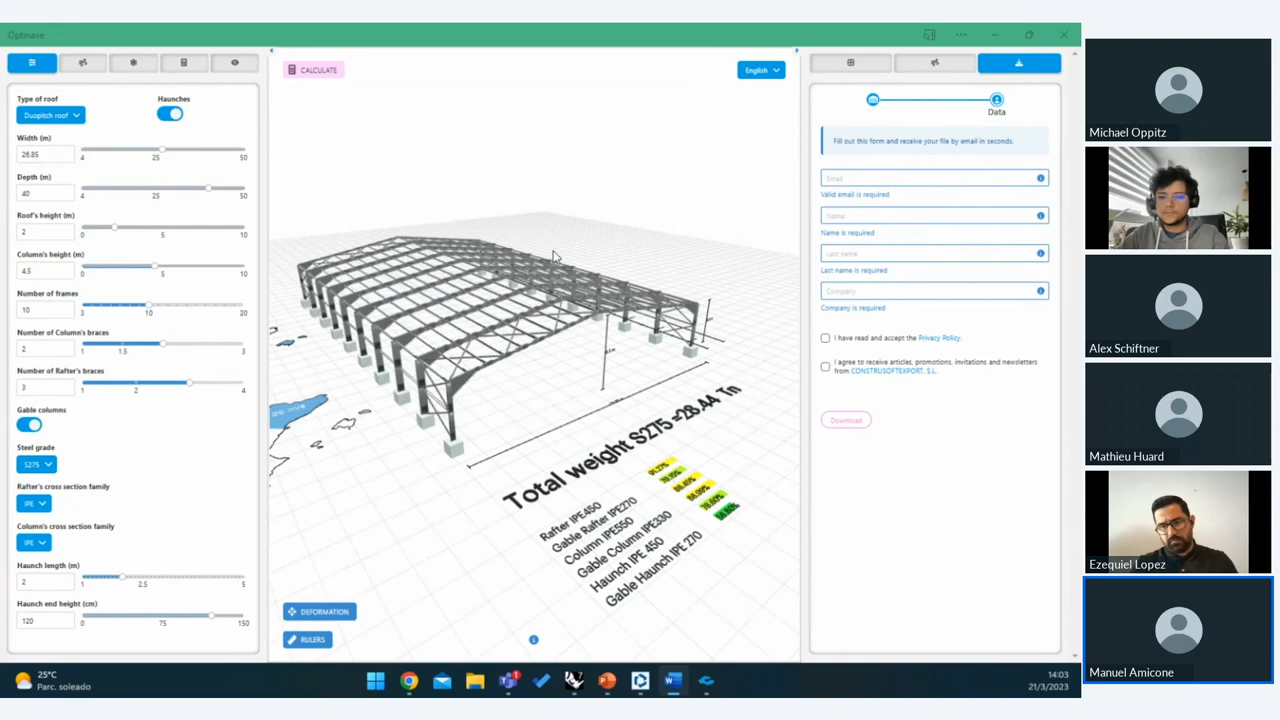 Optinave
CALCULATE
English
Type of roof
Haunches
Duopitch roof
Width (m)
26.85
4
25
50
Depth (m)
40
4
25
50
Roof's height (m)
2
0
5
10
Column's height (m)
4.5
0
5
10
Number of frames
10
3
10
20
Number of Column's braces
2
1
1.5
3
Number of Rafter's braces
3
1
2
4
Gable columns
Steel grade
S275
Rafter's cross section family
IPE
Column's cross section family
IPE
Haunch length (m)
2
1
2.5
5
Haunch end height (cm)
120
0
75
150
Total weight S275 =28.44 Tn
Rafter IPE450
Gable Rafter IPE270
Column IPE550
Gable Column IPE330
Haunch IPE 450
Gable Haunch IPE 270
DEFORMATION
RULERS
Data
Fill out this form and receive your file by email in seconds.
Email
Valid email is required
Name
Name is required
Last name
Last name is required
Company
Company is required
I have read and accept the Privacy Policy.
I agree to receive articles, promotions, invitations and newsletters
from CONSTRUSOFTEXPORT, S.L.
Download
25°C
Parc. soleado
14:03
21/3/2023
Michael Oppitz
Alex Schiftner
Mathieu Huard
Ezequiel Lopez
Manuel Amicone